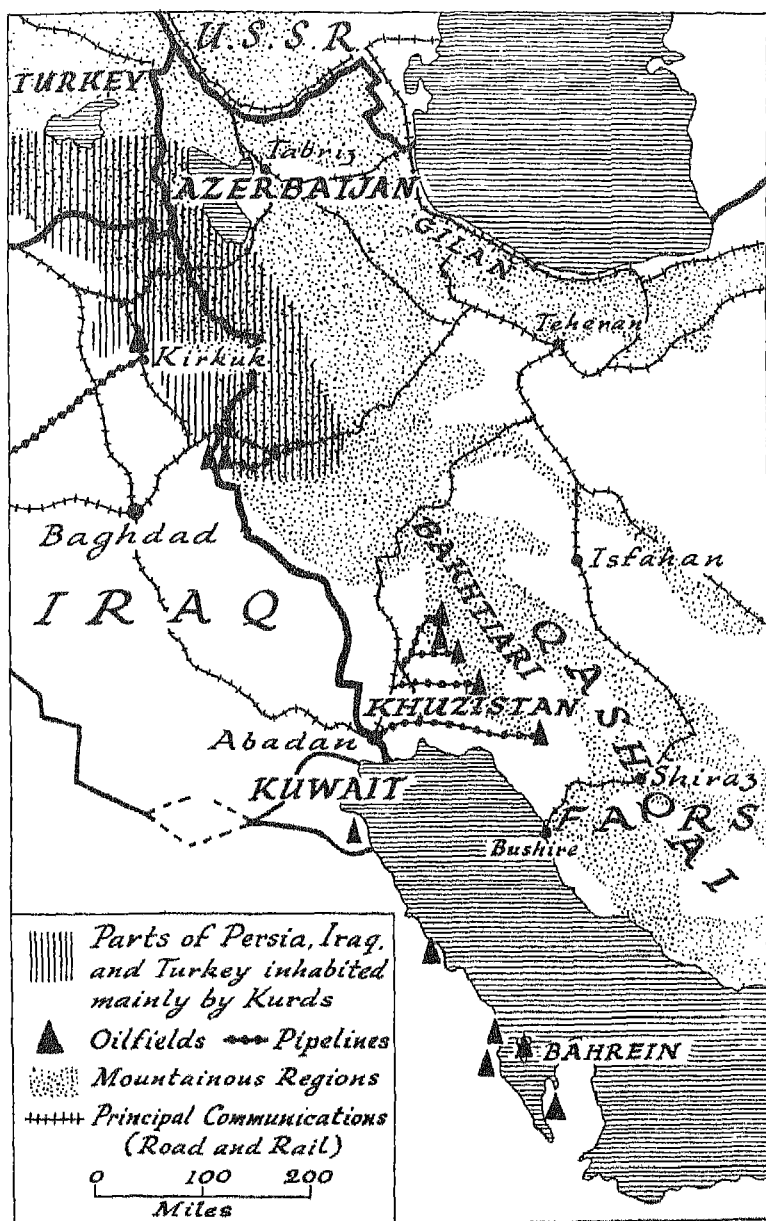 U.S.S.R.
TURKEY
Tabriz
AZERBAIJAN
GILAN
Teheran
Kirkuk
Baghdad
IRAQ
Isfahan
BAKHTIARI
QASHQAI
KHUZISTAN
Abadan
KUWAIT
Shiraz
FARS
Bushire
BAHREIN
Parts of Persia, Iraq,
and Turkey inhabited
mainly by Kurds
Oilfields Pipelines
Mountainous Regions
Principal Communications
(Road and Rail)
0 100 200
Miles